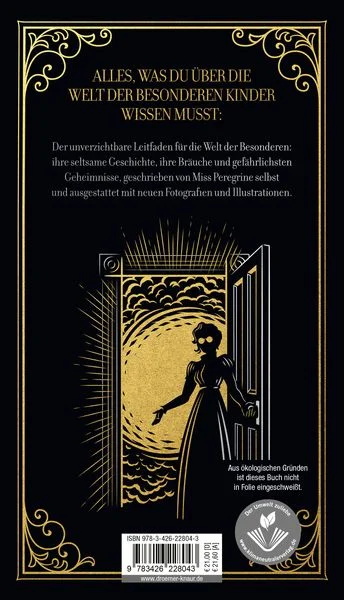 ALLES, WAS DU ÜBER DIE
WELT DER BESONDEREN KINDER
WISSEN MUSST:
Der unverzichtbare Leitfaden für die Welt der Besonderen:
ihre seltsame Geschichte, ihre Bräuche und gefährlichsten
Geheimnisse, geschrieben von Miss Peregrine selbst
und ausgestattet mit neuen Fotografien und Illustrationen.
Aus ökologischen Gründen
ist dieses Buch nicht
in Folie eingeschweißt.
Der Umwelt zuliebe
www.klimaneutralerverlag.de
ISBN 978-3-426-22804-3
9 783426 228043
€ 21,00 [D]
€ 21,60 [A]
www.droemer-knaur.de